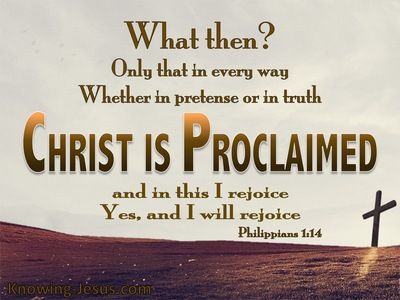 What then?
Only that in every way
Whether in pretense or in truth
CHRIST IS PROCLAIMED
and in this I rejoice
Yes, and I will rejoice
Philippians 1:14
Knowing-Jesus.com